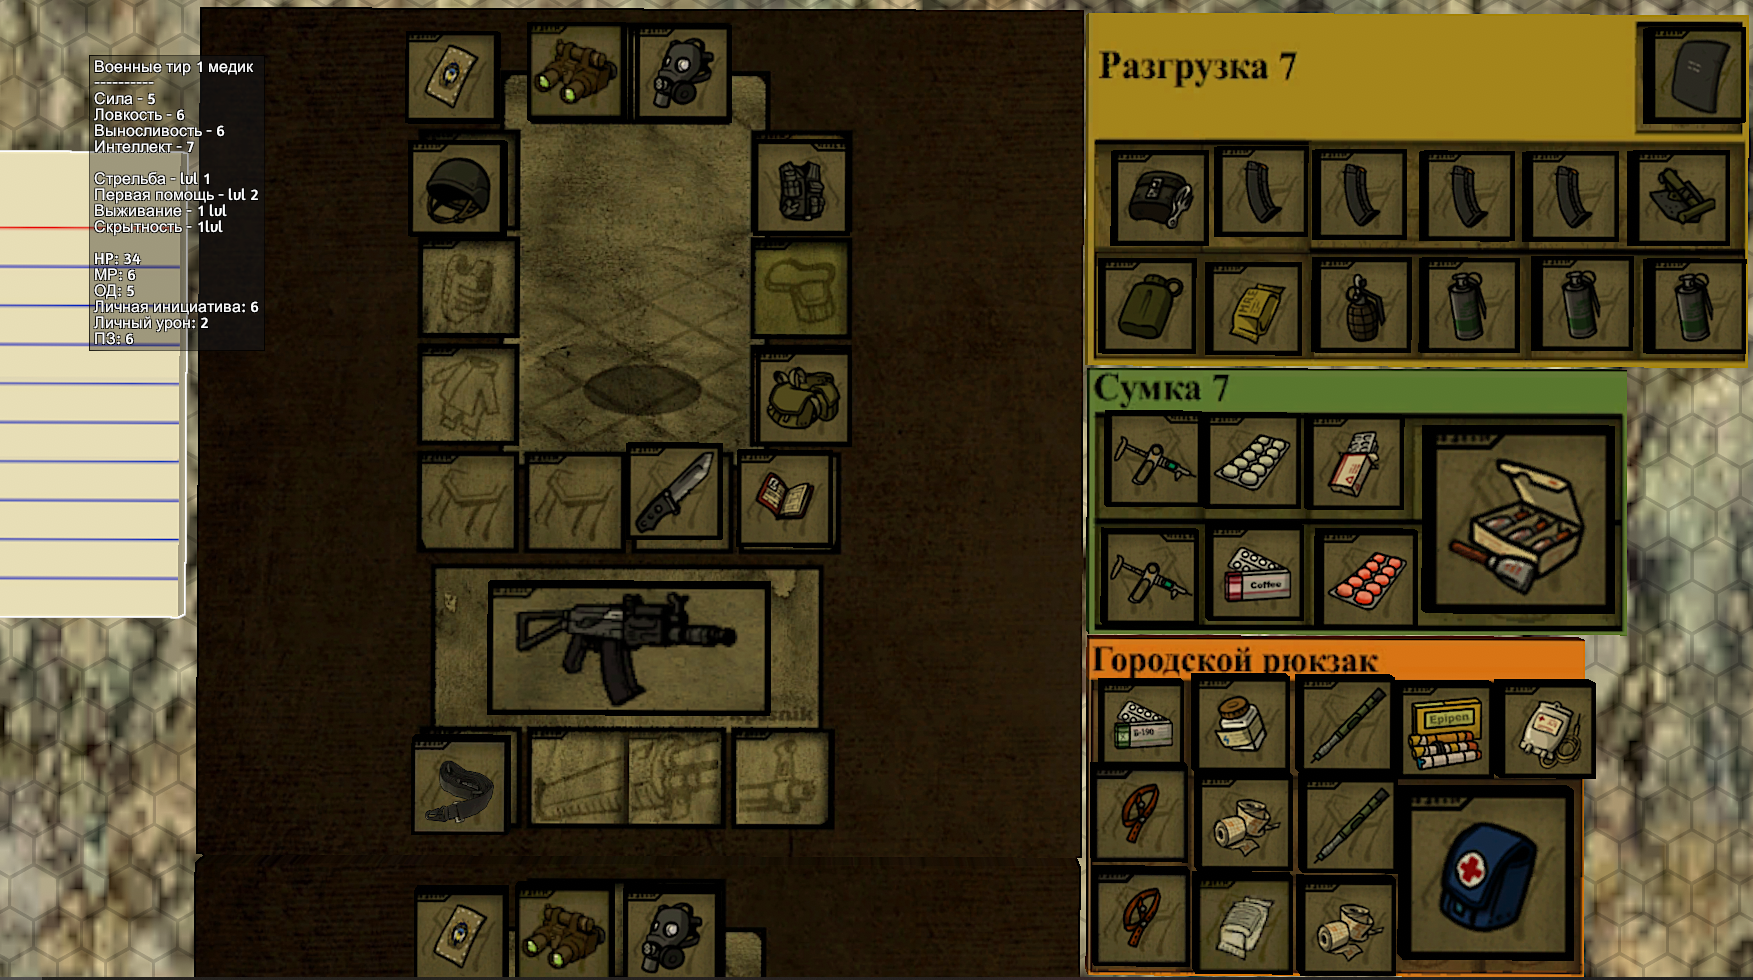 Военные тир 1 медик
----------
Сила - 5
Ловкость - 6
Выносливость - 6
Интеллект - 7
Стрельба - lvl 1
Первая помощь - lvl 2
Выживание - 1 lvl
Скрытность - 1lvl
HP: 34
MP: 6
ОД: 5
Личная инициатива: 6
Личный урон: 2
ПЗ: 6
Разгрузка 7
Сумка 7
Coffee
Городской рюкзак
Б-190
Epipen